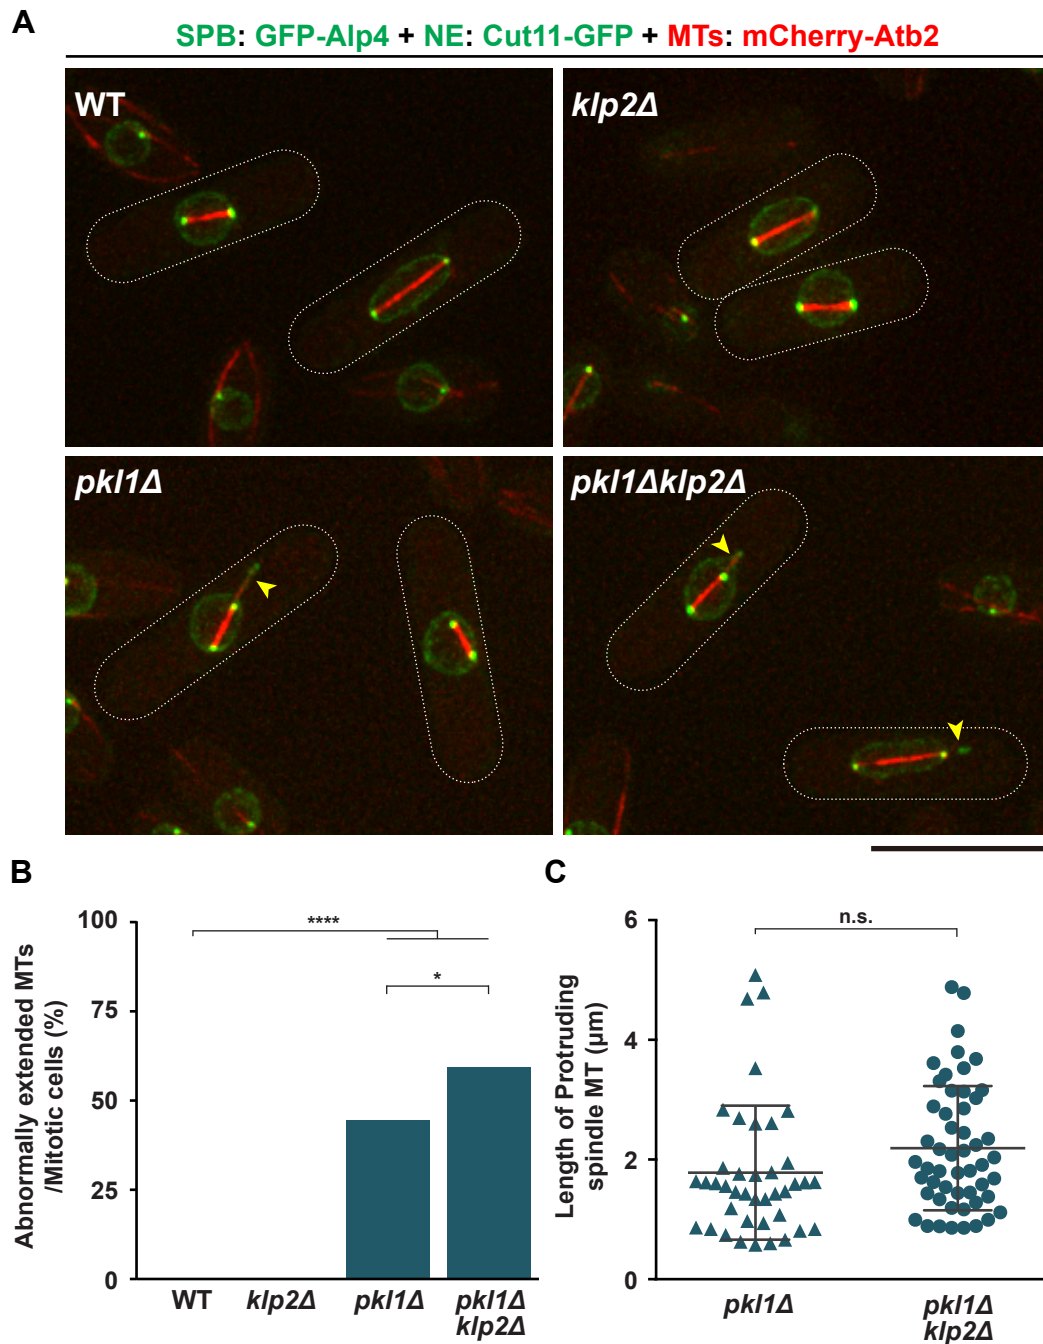 A
SPB: GFP-Alp4 + NE: Cut11-GFP + MTs: mCherry-Atb2
WT
klp2Δ
pkl1Δ
pkl1Δklp2Δ
B
Abnormally extended MTs
/Mitotic cells (%)
100
75
50
25
0
****
*
WT
klp2Δ
pkl1Δ
pkl1Δ
klp2Δ
C
Length of Protruding
spindle MT (µm)
6
4
2
0
n.s.
pkl1Δ
pkl1Δ
klp2Δ